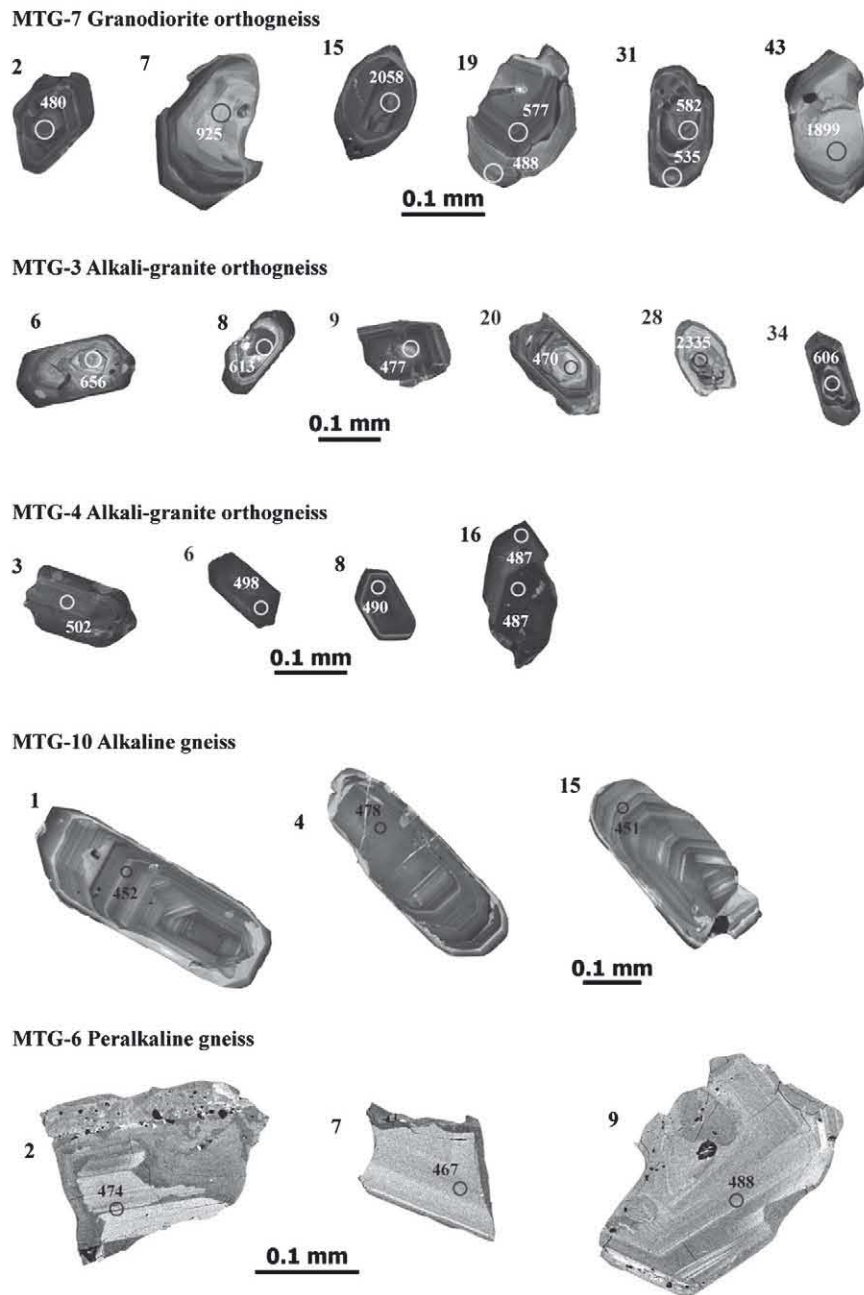 MTG-7 Granodiorite orthogneiss
2 7 15 19 31 43
480 925 2058 577 488 582 535 1899
0.1 mm
MTG-3 Alkali-granite orthogneiss
6 8 9 20 28 34
656 613 477 470 2335 606
0.1 mm
MTG-4 Alkali-granite orthogneiss
3 6 8 16
502 498 490 487 487
0.1 mm
MTG-10 Alkaline gneiss
1 4 15
452 478 451
0.1 mm
MTG-6 Peralkaline gneiss
2 7 9
474 467 488
0.1 mm